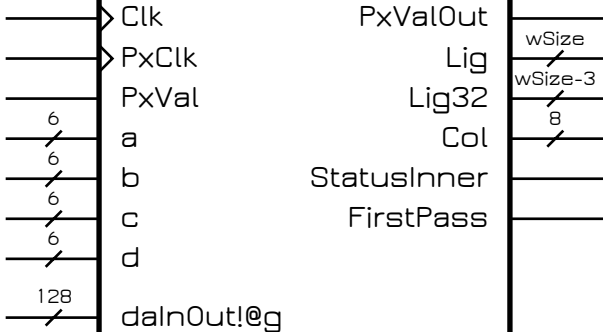 Clk PxValOut
PxClk Lig wSize
PxVal Lig32 wSize-3
6 a Col 8
6 b StatusInner
6 c FirstPass
6 d
128 daInOut!@g